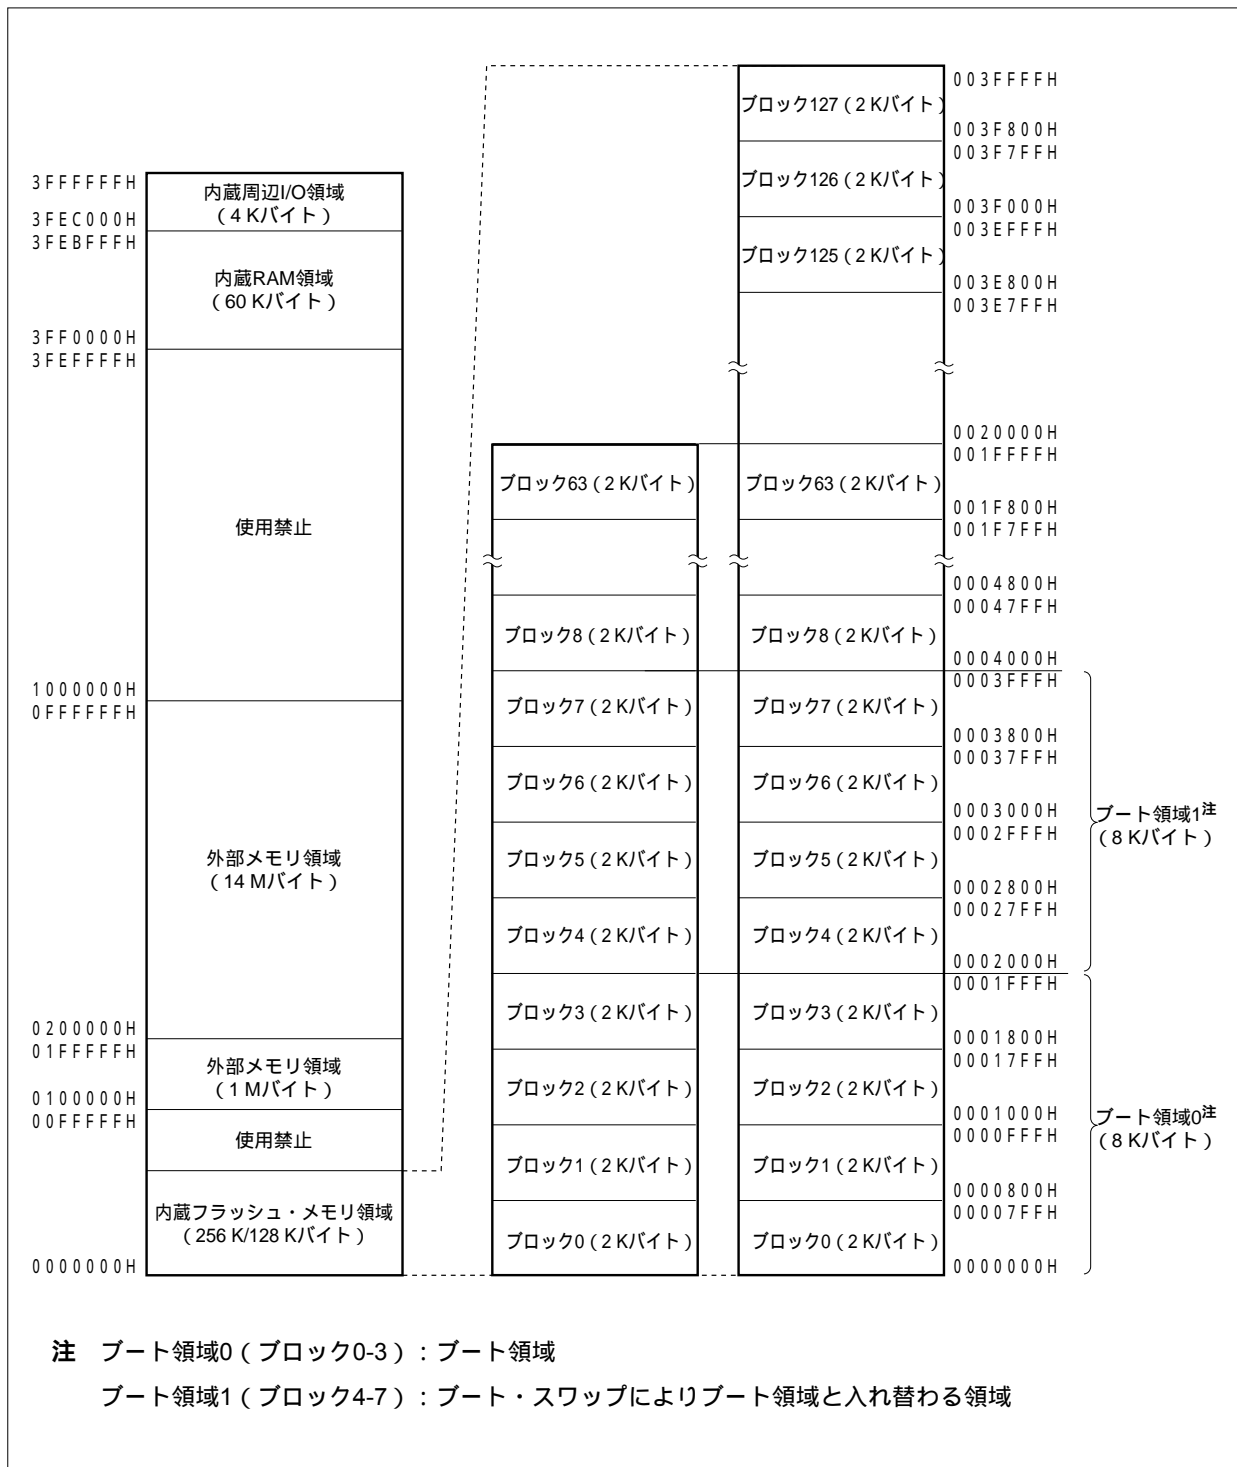 3FFFFFFH
内蔵周辺I/O領域
（4 Kバイト）
3FEC000H
3FEBFFFH
内蔵RAM領域
（60 Kバイト）
3FF0000H
3FEFFFFH
使用禁止
1000000H
0FFFFFFH
外部メモリ領域
（14 Mバイト）
0200000H
01FFFFFH
外部メモリ領域
（1 Mバイト）
0100000H
00FFFFFH
使用禁止
内蔵フラッシュ・メモリ領域
（256 K/128 Kバイト）
0000000H
ブロック63（2 Kバイト）
ブロック8（2 Kバイト）
ブロック7（2 Kバイト）
ブロック6（2 Kバイト）
ブロック5（2 Kバイト）
ブロック4（2 Kバイト）
ブロック3（2 Kバイト）
ブロック2（2 Kバイト）
ブロック1（2 Kバイト）
ブロック0（2 Kバイト）
003FFFFH
ブロック127（2 Kバイト）
003F800H
003F7FFH
ブロック126（2 Kバイト）
003F000H
003EFFFH
ブロック125（2 Kバイト）
003E800H
003E7FFH
0020000H
001FFFFH
ブロック63（2 Kバイト）
001F800H
001F7FFH
0004800H
00047FFH
ブロック8（2 Kバイト）
0004000H
0003FFFH
ブロック7（2 Kバイト）
0003800H
00037FFH
ブロック6（2 Kバイト）
0003000H
0002FFFH
ブロック5（2 Kバイト）
0002800H
00027FFH
ブロック4（2 Kバイト）
0002000H
0001FFFH
ブロック3（2 Kバイト）
0001800H
00017FFH
ブロック2（2 Kバイト）
0001000H
0000FFFH
ブロック1（2 Kバイト）
0000800H
00007FFH
ブロック0（2 Kバイト）
0000000H
ブート領域1注
（8 Kバイト）
ブート領域0注
（8 Kバイト）
注 ブート領域0（ブロック0-3）：ブート領域
ブート領域1（ブロック4-7）：ブート・スワップによりブート領域と入れ替わる領域